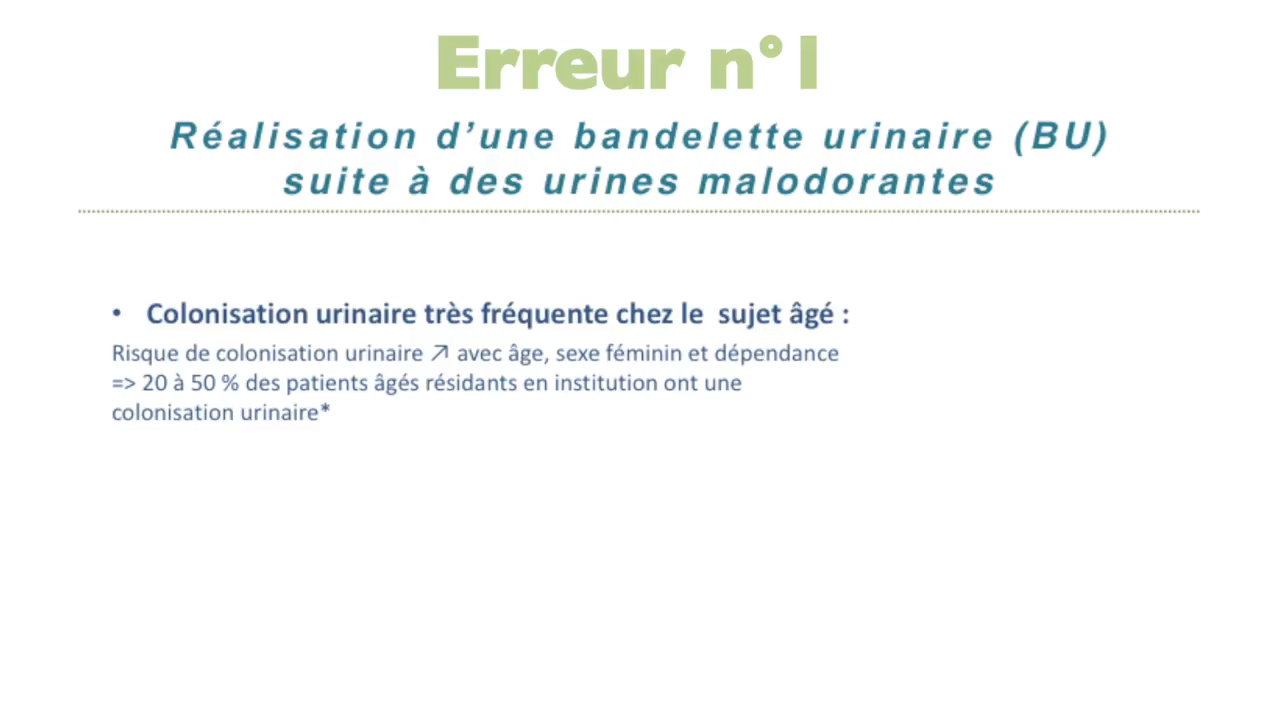 Erreur n°1
Réalisation d’une bandelette urinaire (BU)
suite à des urines malodorantes
• Colonisation urinaire très fréquente chez le sujet âgé :
Risque de colonisation urinaire ↗ avec âge, sexe féminin et dépendance
=> 20 à 50 % des patients âgés résidants en institution ont une
colonisation urinaire*